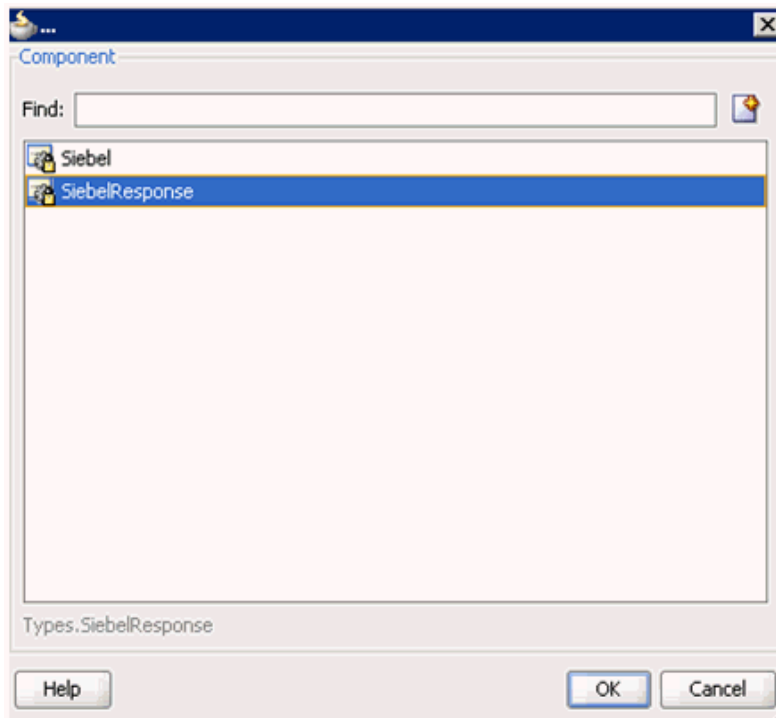 ...
Component
Find:
Siebel
SiebelResponse
Types.SiebelResponse
Help OK Cancel